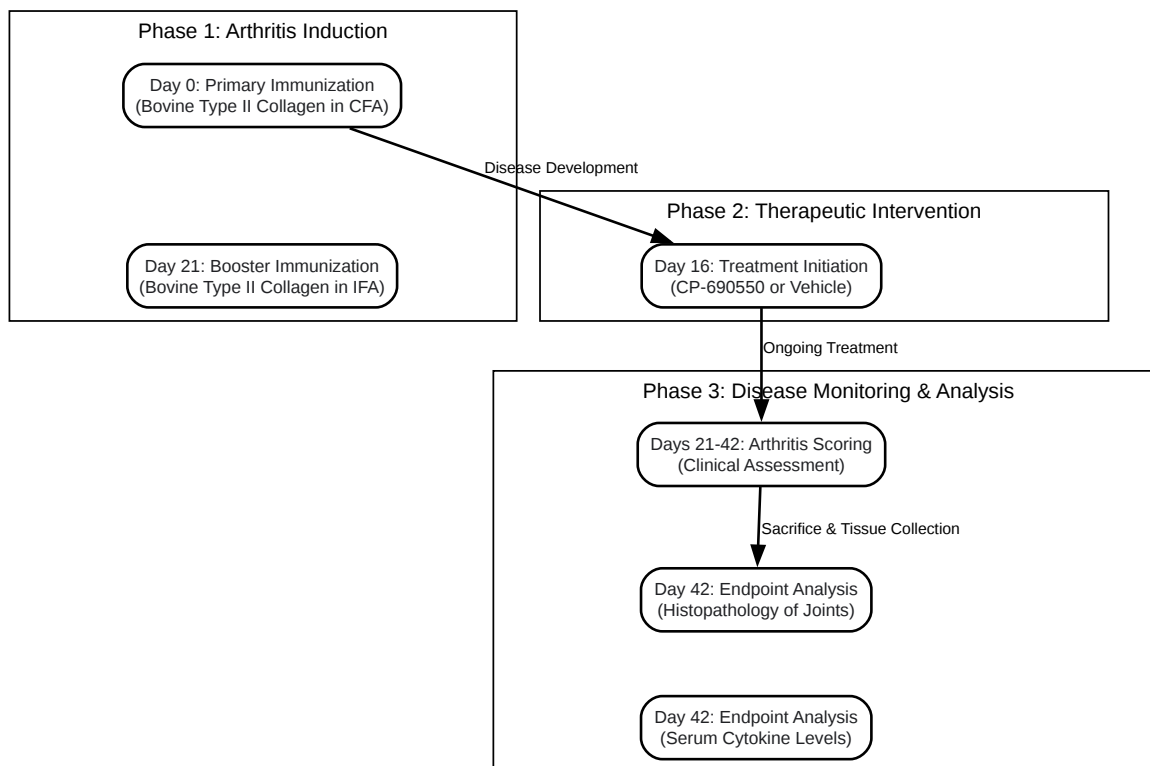 Phase 1: Arthritis Induction
Day 0: Primary Immunization
(Bovine Type II Collagen in CFA)
Disease Development
Day 21: Booster Immunization
(Bovine Type II Collagen in IFA)
Phase 2: Therapeutic Intervention
Day 16: Treatment Initiation
(CP-690550 or Vehicle)
Ongoing Treatment
Phase 3: Disease Monitoring & Analysis
Days 21-42: Arthritis Scoring
(Clinical Assessment)
Sacrifice & Tissue Collection
Day 42: Endpoint Analysis
(Histopathology of Joints)
Day 42: Endpoint Analysis
(Serum Cytokine Levels)